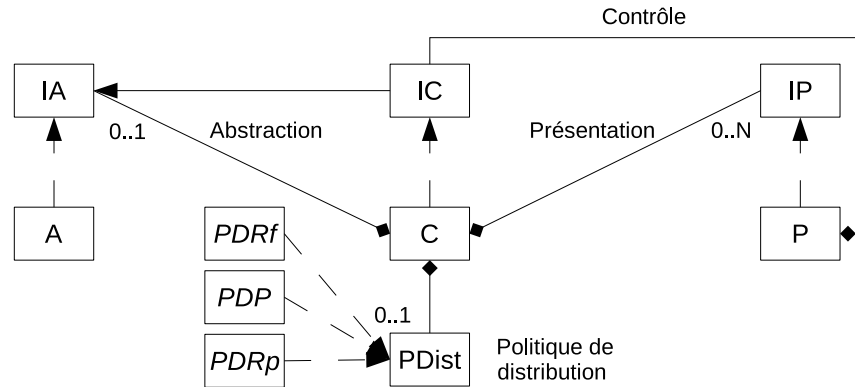 Contrôle
IA
IC
IP
0..1
Abstraction
Présentation
0..N
A
PDRf
C
P
PDP
0..1
PDRp
PDist
Politique de
distribution